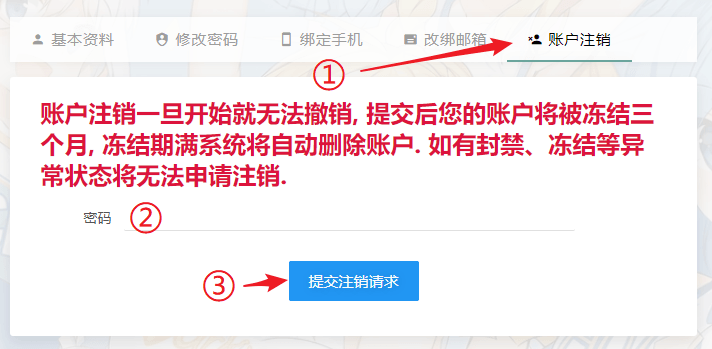 基本资料 修改密码 绑定手机 改绑邮箱 账户注销
①
账户注销一旦开始就无法撤销, 提交后您的账户将被冻结三
个月, 冻结期满系统将自动删除账户. 如有封禁、冻结等异
常状态将无法申请注销.
密码 ②
③ 提交注销请求